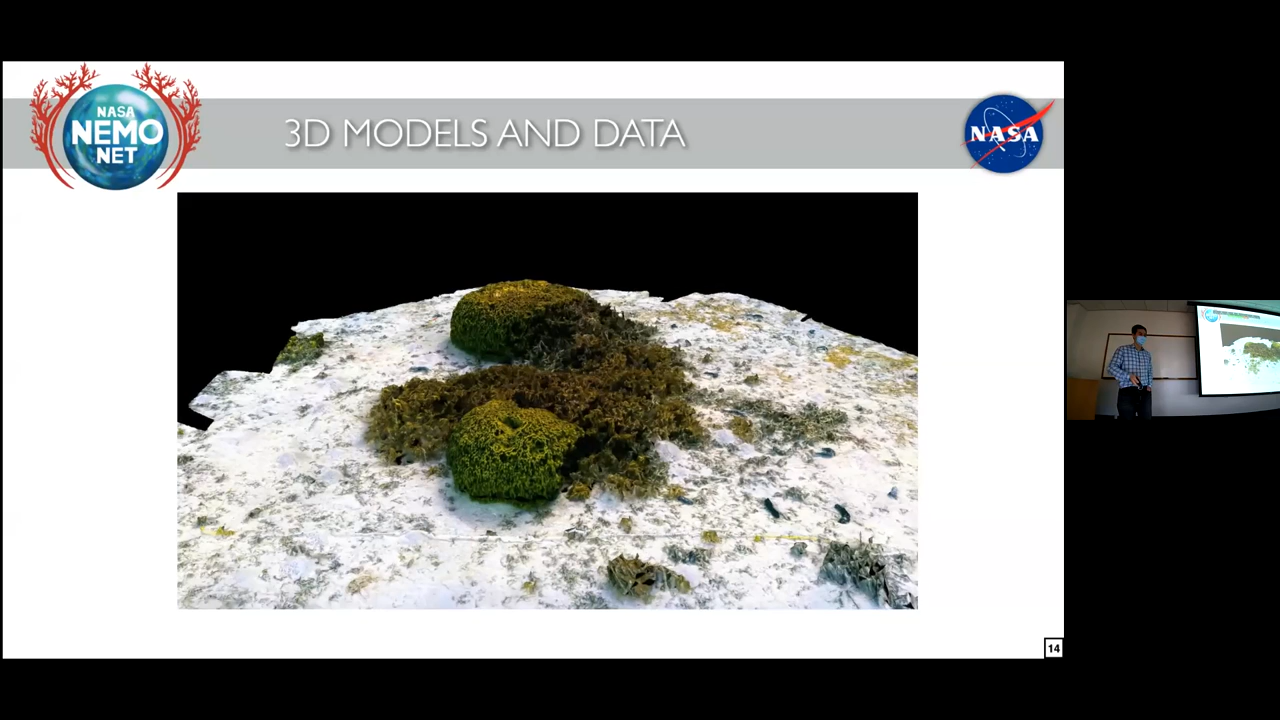 NASA
NEMO
NET
3D MODELS AND DATA
NASA
14